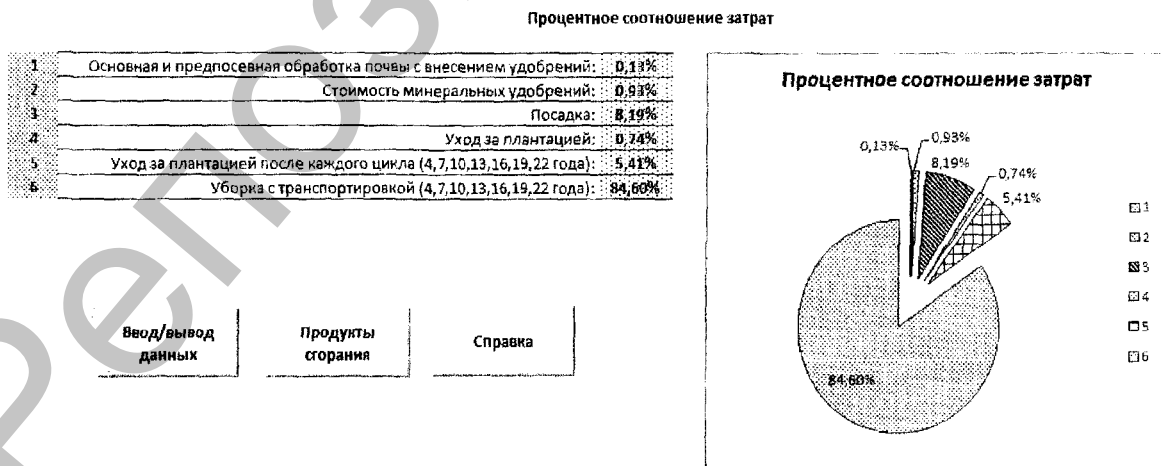 Процентное соотношение затрат
1 Основная и предпосевная обработка почвы с внесением удобрений: 0,13%
2 Стоимость минеральных удобрений: 0,93%
3 Посадка: 8,19%
4 Уход за плантацией: 0,74%
5 Уход за плантацией после каждого цикла (4,7,10,13,16,19,22 года): 5,41%
6 Уборка с транспортировкой (4,7,10,13,16,19,22 года): 84,60%
Ввод/вывод
данных
Продукты
сгорания
Справка
Процентное соотношение затрат
0,13%
0,93%
8,19%
0,74%
5,41%
84,60%
1
2
3
4
5
6
Репоз